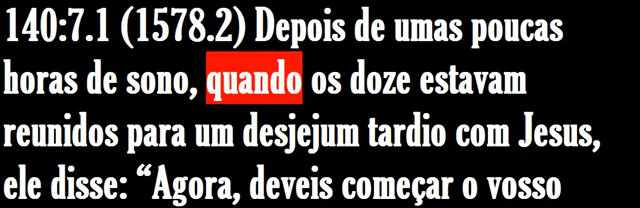 140:7.1 (1578.2) Depois de umas poucas
horas de sono, quando os doze estavam
reunidos para um desjejum tardio com Jesus,
ele disse: “Agora, deveis começar o vosso